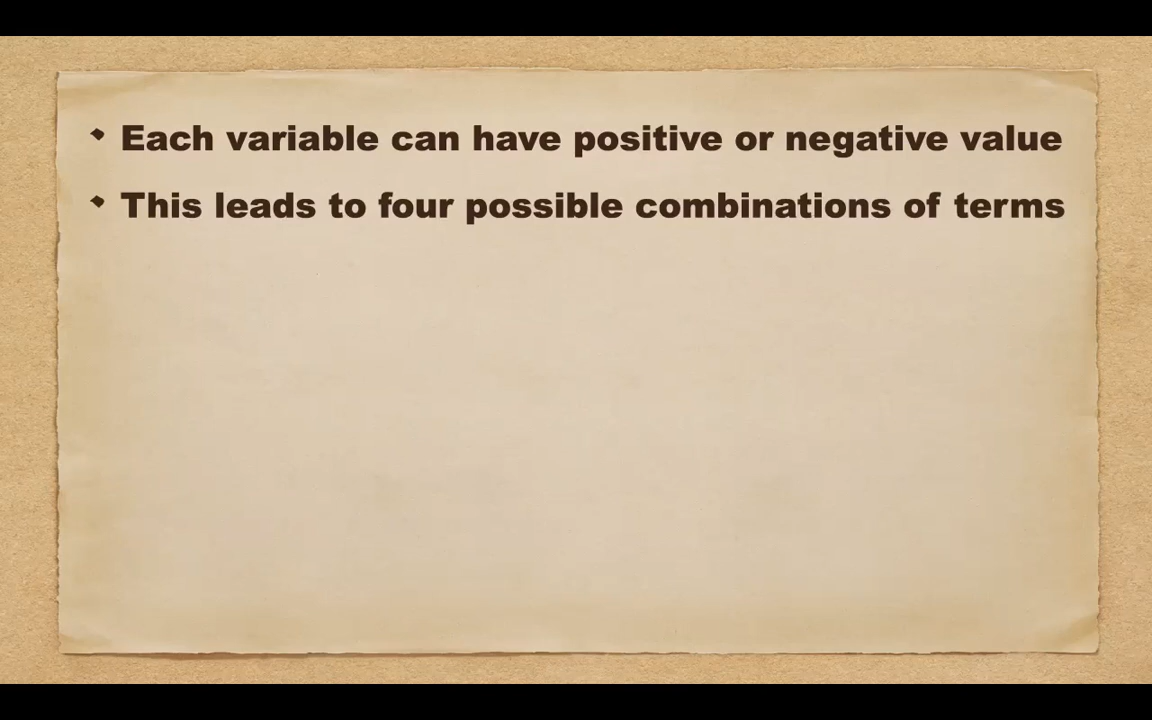 Each variable can have positive or negative value
This leads to four possible combinations of terms